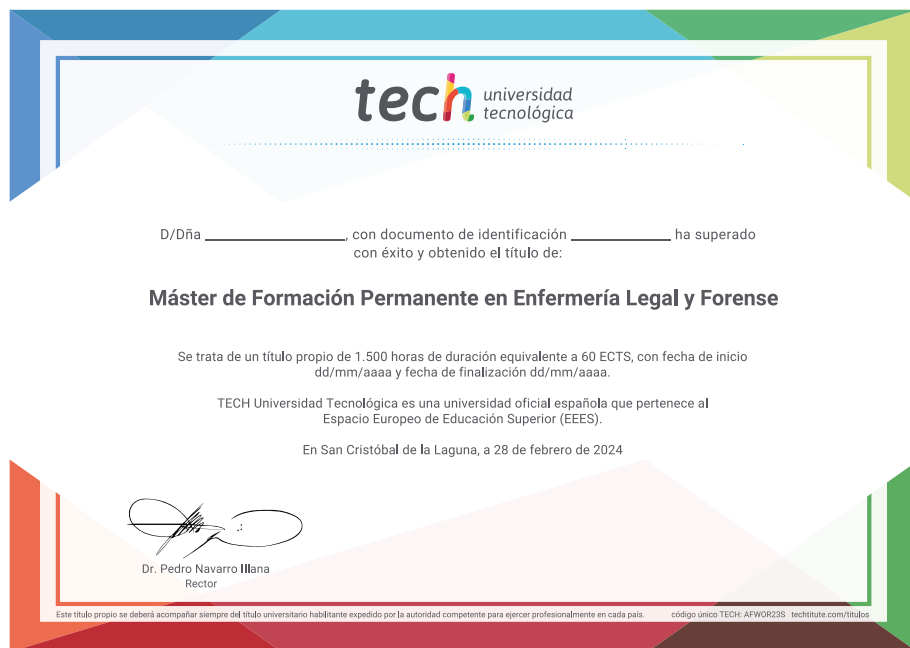 tech universidad
tecnológica
D/Dña ____________, con documento de identificación ____________ ha superado
con éxito y obtenido el título de:
Máster de Formación Permanente en Enfermería Legal y Forense
Se trata de un título propio de 1.500 horas de duración equivalente a 60 ECTS, con fecha de inicio
dd/mm/aaaa y fecha de finalización dd/mm/aaaa.
TECH Universidad Tecnológica es una universidad oficial española que pertenece al
Espacio Europeo de Educación Superior (EEES).
En San Cristóbal de la Laguna, a 28 de febrero de 2024
Dr. Pedro Navarro Illana
Rector
Este título propio se deberá acompañar siempre del título universitario habilitante expedido por la autoridad competente para ejercer profesionalmente en cada país. código único TECH: AFWOR23S techtitute.com/titulos